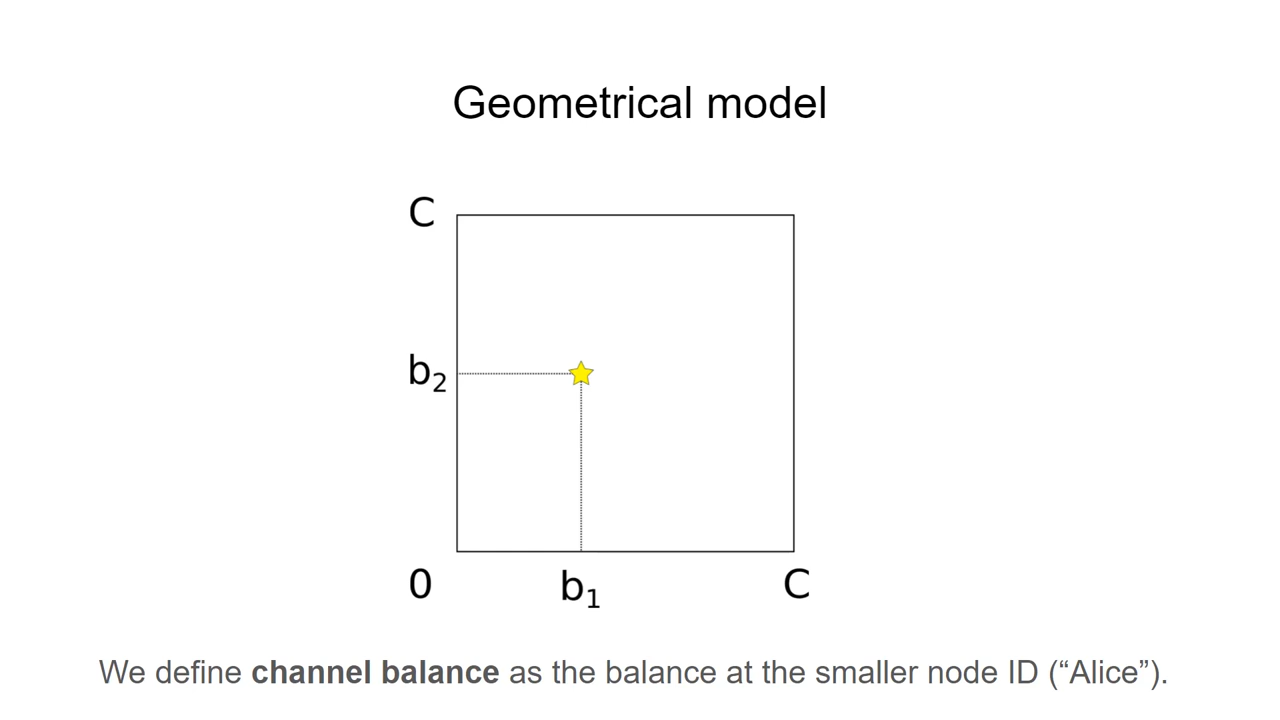 Geometrical model
C
b₂
0
b₁
C
We define channel balance as the balance at the smaller node ID (“Alice”).